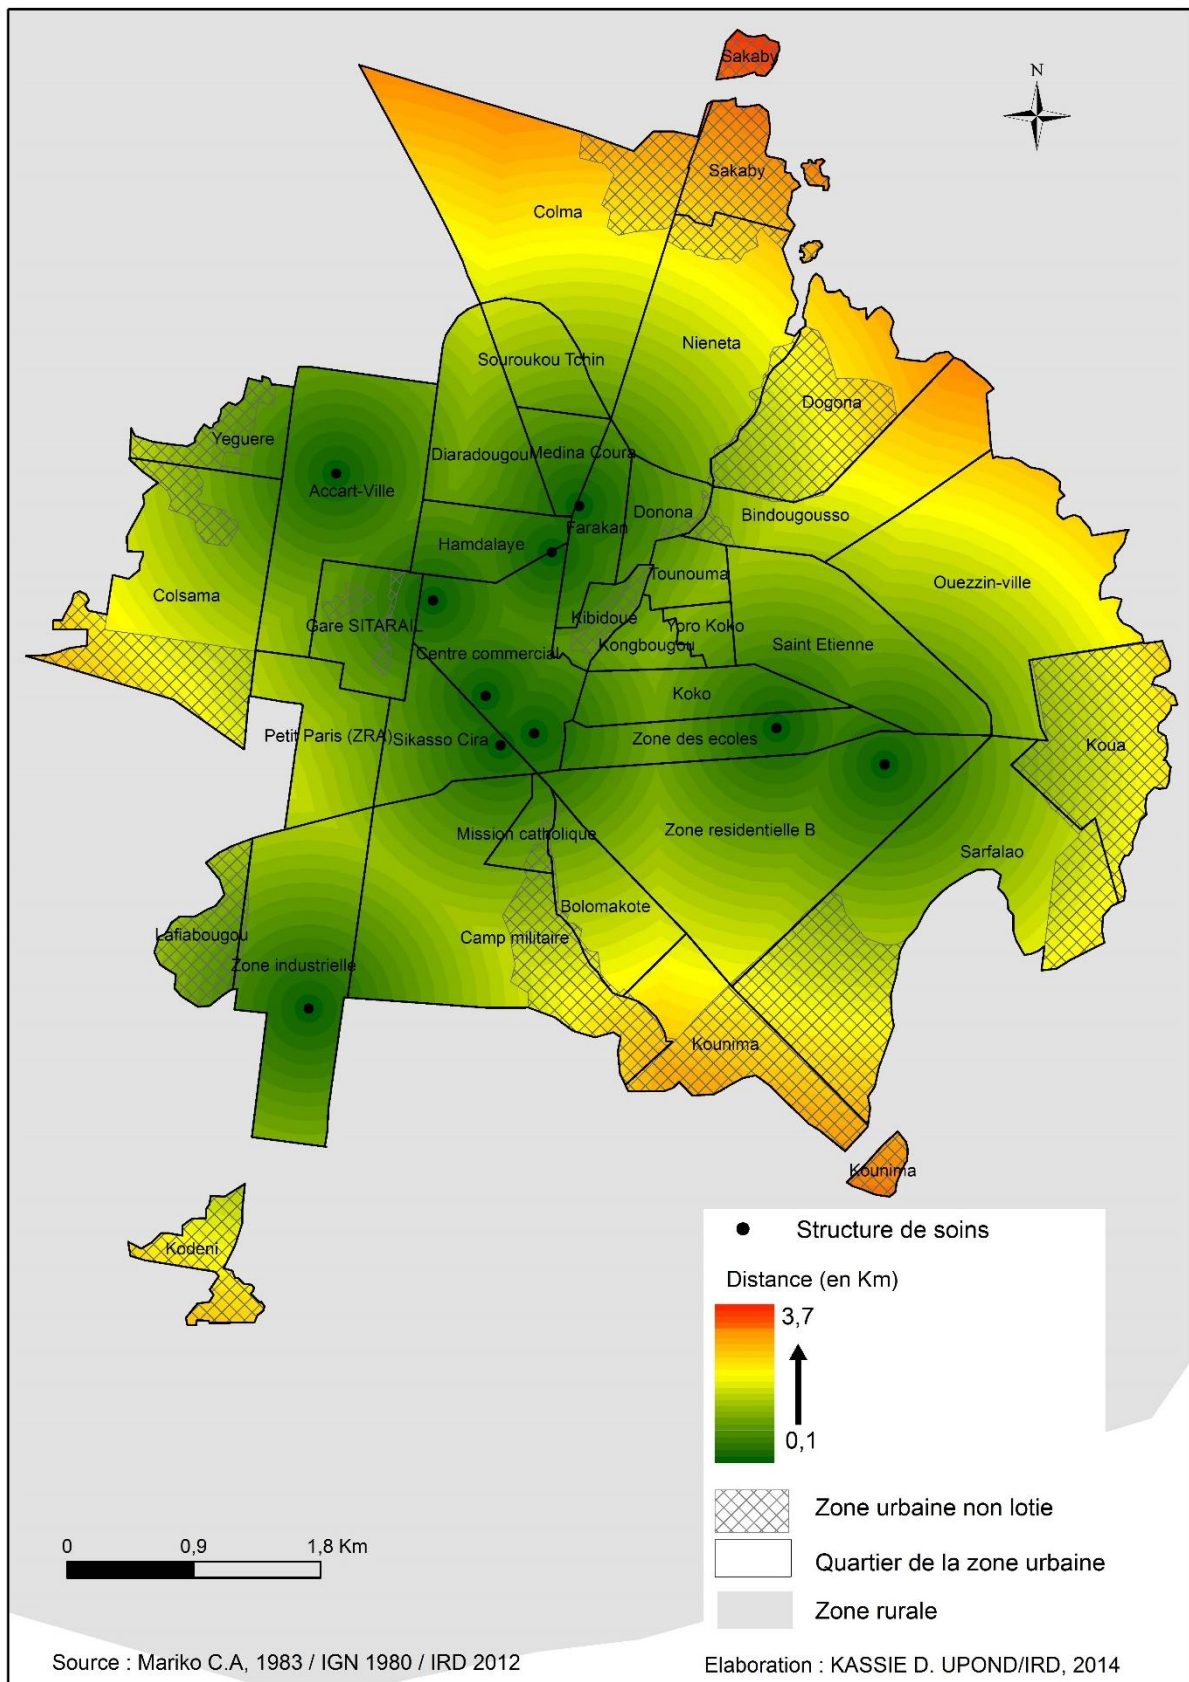 Sakaby
N
Sakaby
Colma
Nieneta
Souroukou Tchin
Dogona
Yeguere
Diaradougou
Medina Coura
Accart-Ville
Farakan
Donona
Bindougousso
Hamdalaye
Tounouma
Ouezzin-ville
Colsama
Gare SITARAIL
Kibidoue
Ypro Koko
Kongbougou
Saint Etienne
Centre commercial
Koko
Petit Paris (ZRA)
Sikasso Cira
Zone des ecoles
Koua
Mission catholique
Zone residentielle B
Sarfalao
Bolomakote
Lafiabougou
Camp militaire
Zone industrielle
Kounima
Kounima
Kodeni
Structure de soins
Distance (en Km)
3,7
0,1
Zone urbaine non lotie
Quartier de la zone urbaine
Zone rurale
0 0,9 1,8 Km
Source : Mariko C.A, 1983 / IGN 1980 / IRD 2012
Elaboration : KASSIE D. UPOND/IRD, 2014